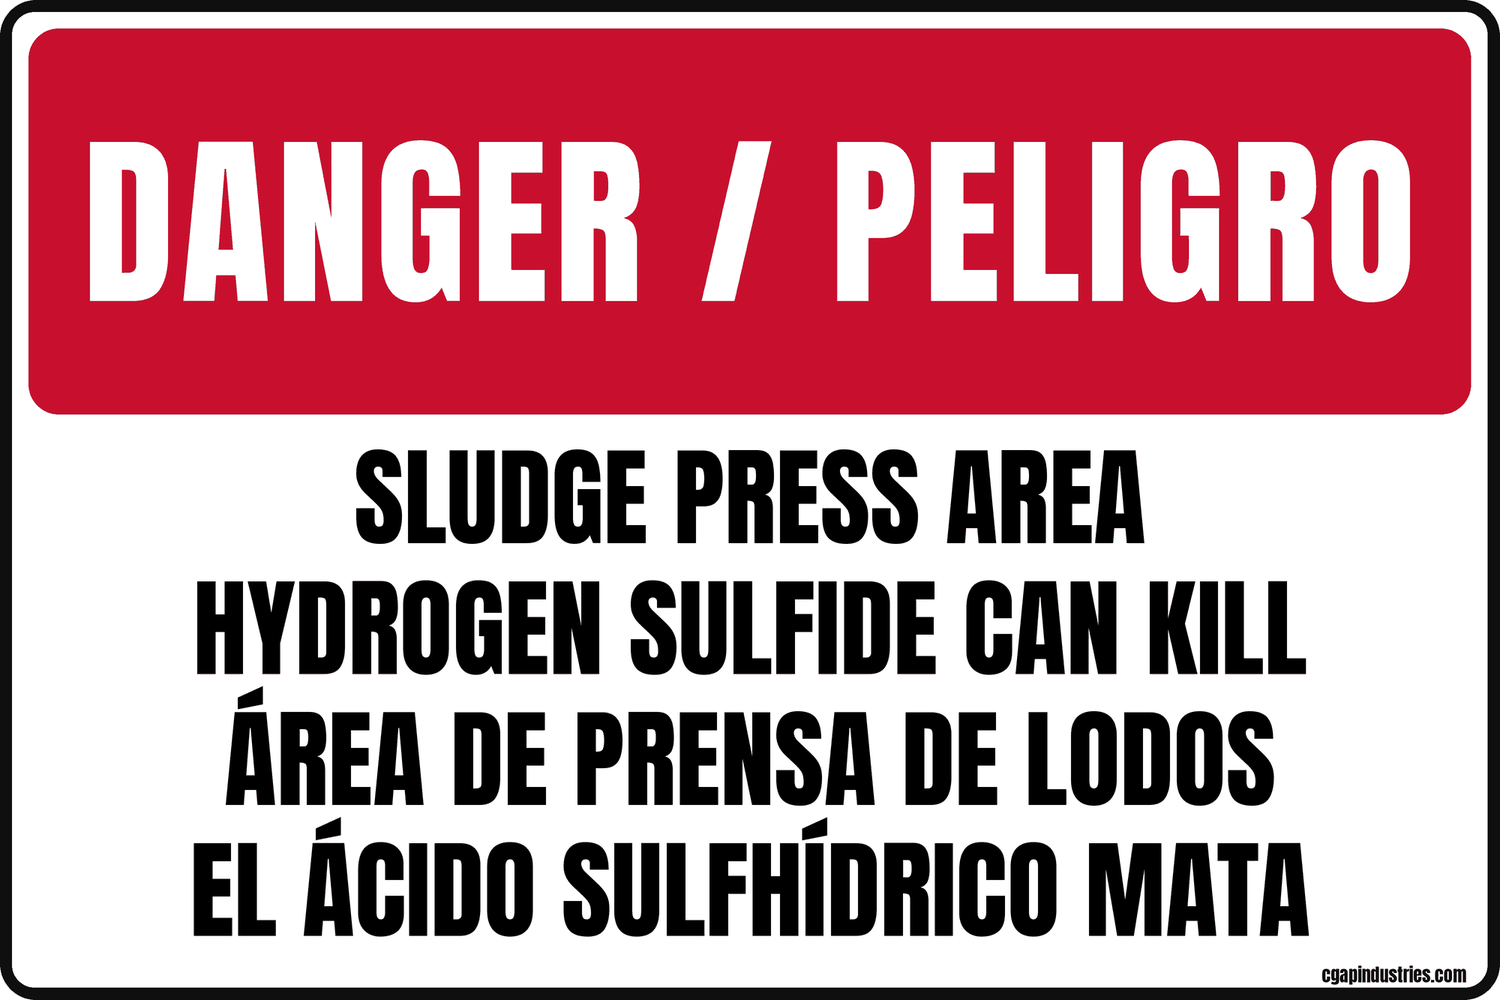 DANGER / PELIGRO
SLUDGE PRESS AREA
HYDROGEN SULFIDE CAN KILL
ÁREA DE PRENSA DE LODOS
EL ÁCIDO SULFHÍDRICO MATA
cgapindustries.com